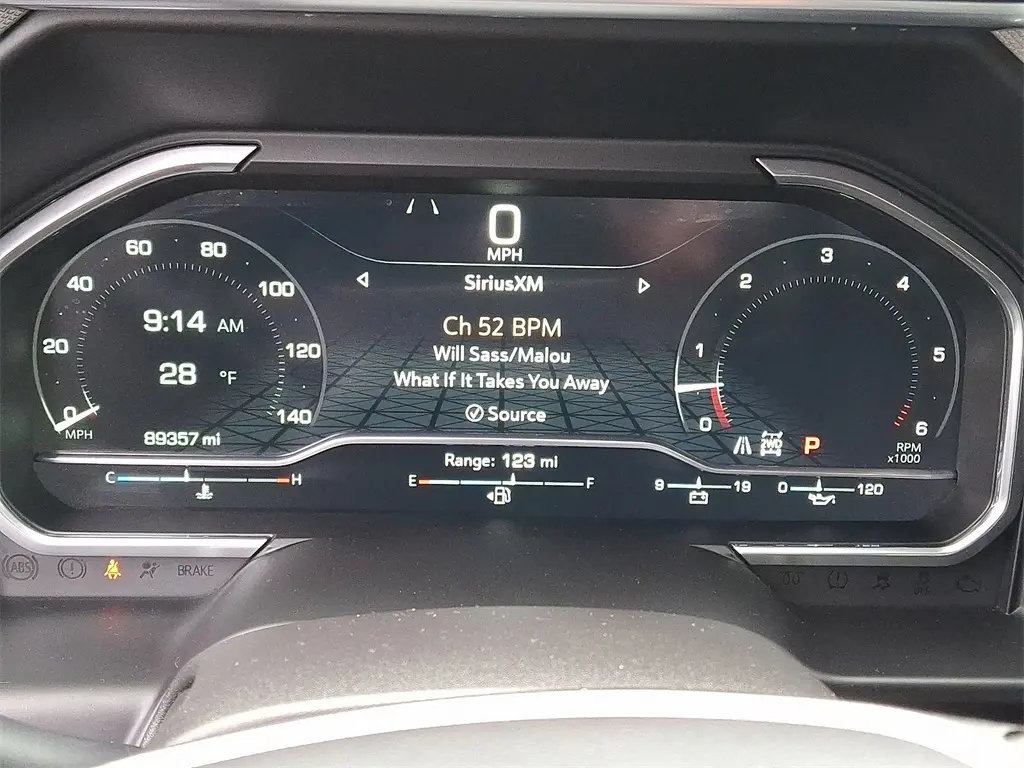 0
MPH
SiriusXM
Ch 52 BPM
Will Sass/Malou
What If It Takes You Away
Source
0 20 40 60 80 100 120 140
MPH
9:14 AM
28 °F
89357 mi
0 1 2 3 4 5 6
RPM
x1000
2WD
P
Range: 123 mi
C H
E F
9 19
0 120
ABS
BRAKE